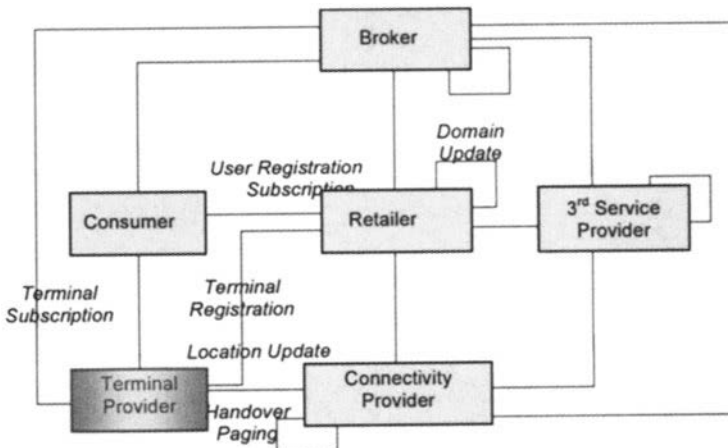 Broker
Domain
Update
User Registration
Subscription
Consumer
Retailer
3rd Service
Provider
Terminal
Subscription
Terminal
Registration
Location Update
Terminal
Provider
Connectivity
Provider
Handover
Paging